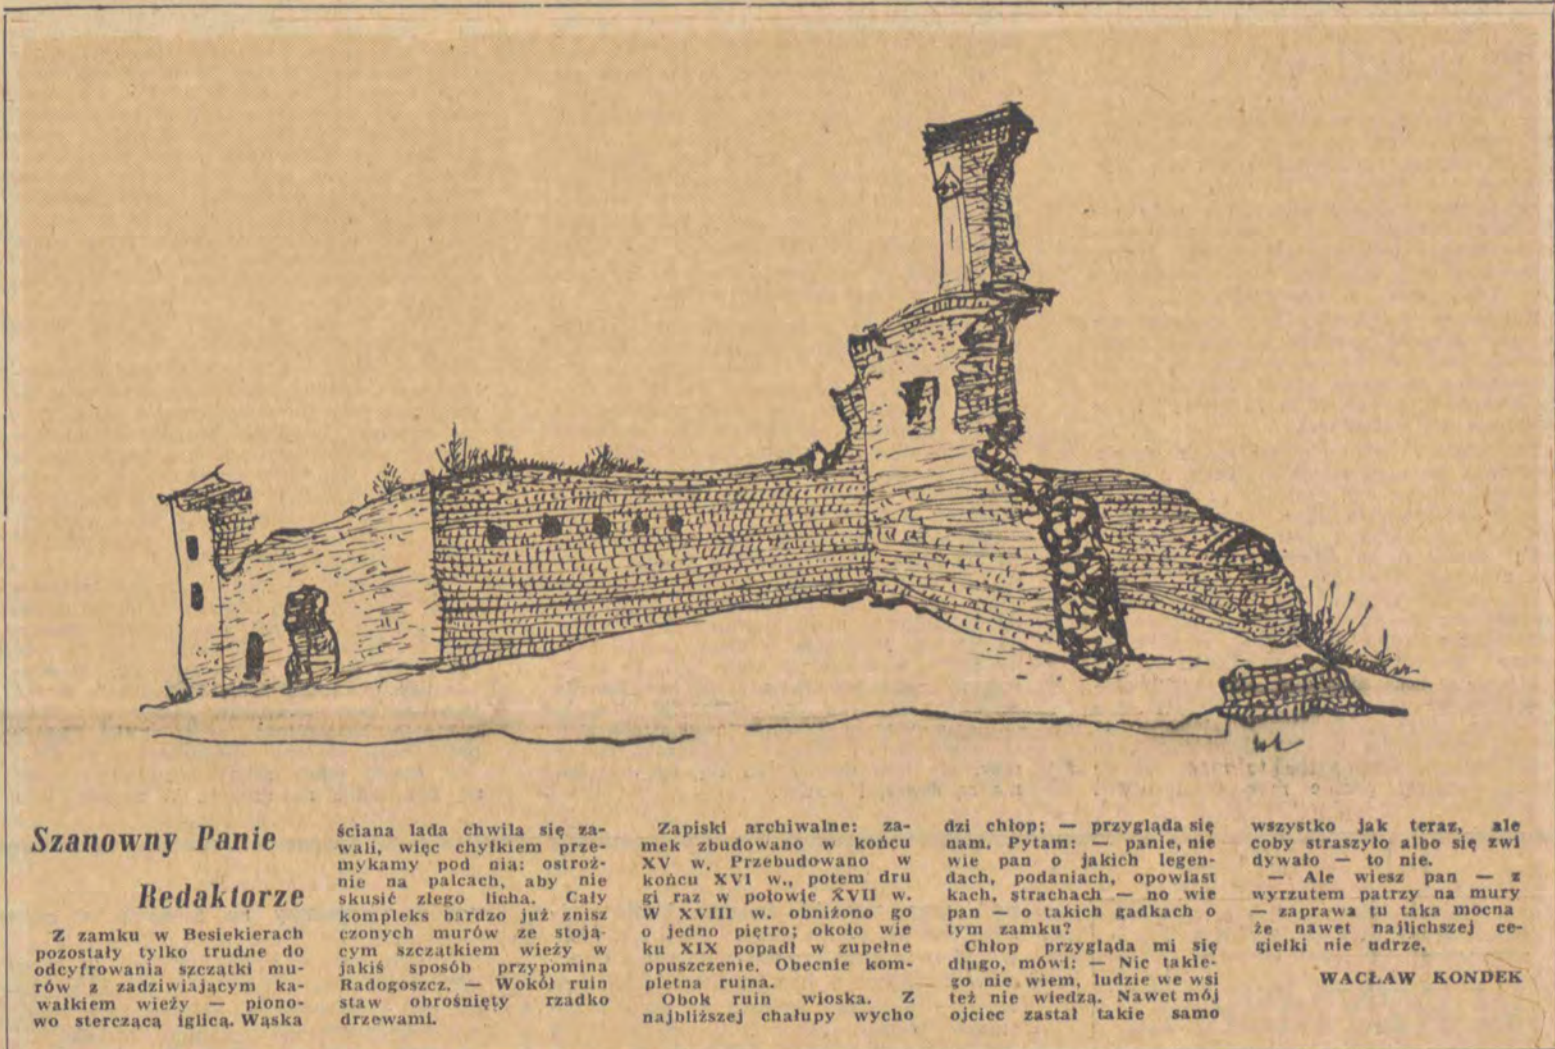 Szanowny Panie
Redaktorze
Z zamku w Besiekierach
pozostały tylko trudne do
odcyfrowania szczątki mu-
rów z zadziwiającym ka-
wałkiem wieży — piono-
wo sterczącą iglicą. Wąska
ściana lada chwila się za-
wali, więc chyłkiem prze-
mykamy pod nią: ostroż-
nie na palcach, aby nie
skusić złego licha. Cały
kompleks bardzo już znisz
czonych murów ze stoją-
cym szczątkiem wieży w
jakiś sposób przypomina
Radogoszcz. — Wokół ruin
staw obrośnięty rzadko
drzewami.
Zapiski archiwalne: za-
mek zbudowano w końcu
XV w. Przebudowano w
końcu XVI w., potem dru
gi raz w połowie XVII w.
W XVIII w. obniżono go
o jedno piętro; około wie
ku XIX popadł w zupełne
opuszczenie. Obecnie kom-
pletna ruina.
Obok ruin wioska. Z
najbliższej chałupy wycho
dzi chłop; — przygląda się
nam. Pytam: — panie, nie
wie pan o jakich legen-
dach, podaniach, opowiast
kach, strachach — no wie
pan — o takich gadkach o
tym zamku?
Chłop przygląda mi się
długo, mówi: — Nic takie-
go nie wiem, ludzie we wsi
też nie wiedzą. Nawet mój
ojciec zastał takie samo
wszystko jak teraz, ale
coby straszyło albo się zwi
dywało — to nie.
— Ale wiesz pan — z
wyrzutem patrzy na mury
— zaprawa tu taka mocna
że nawet najlichszej ce-
giełki nie udrze.
WACŁAW KONDEK